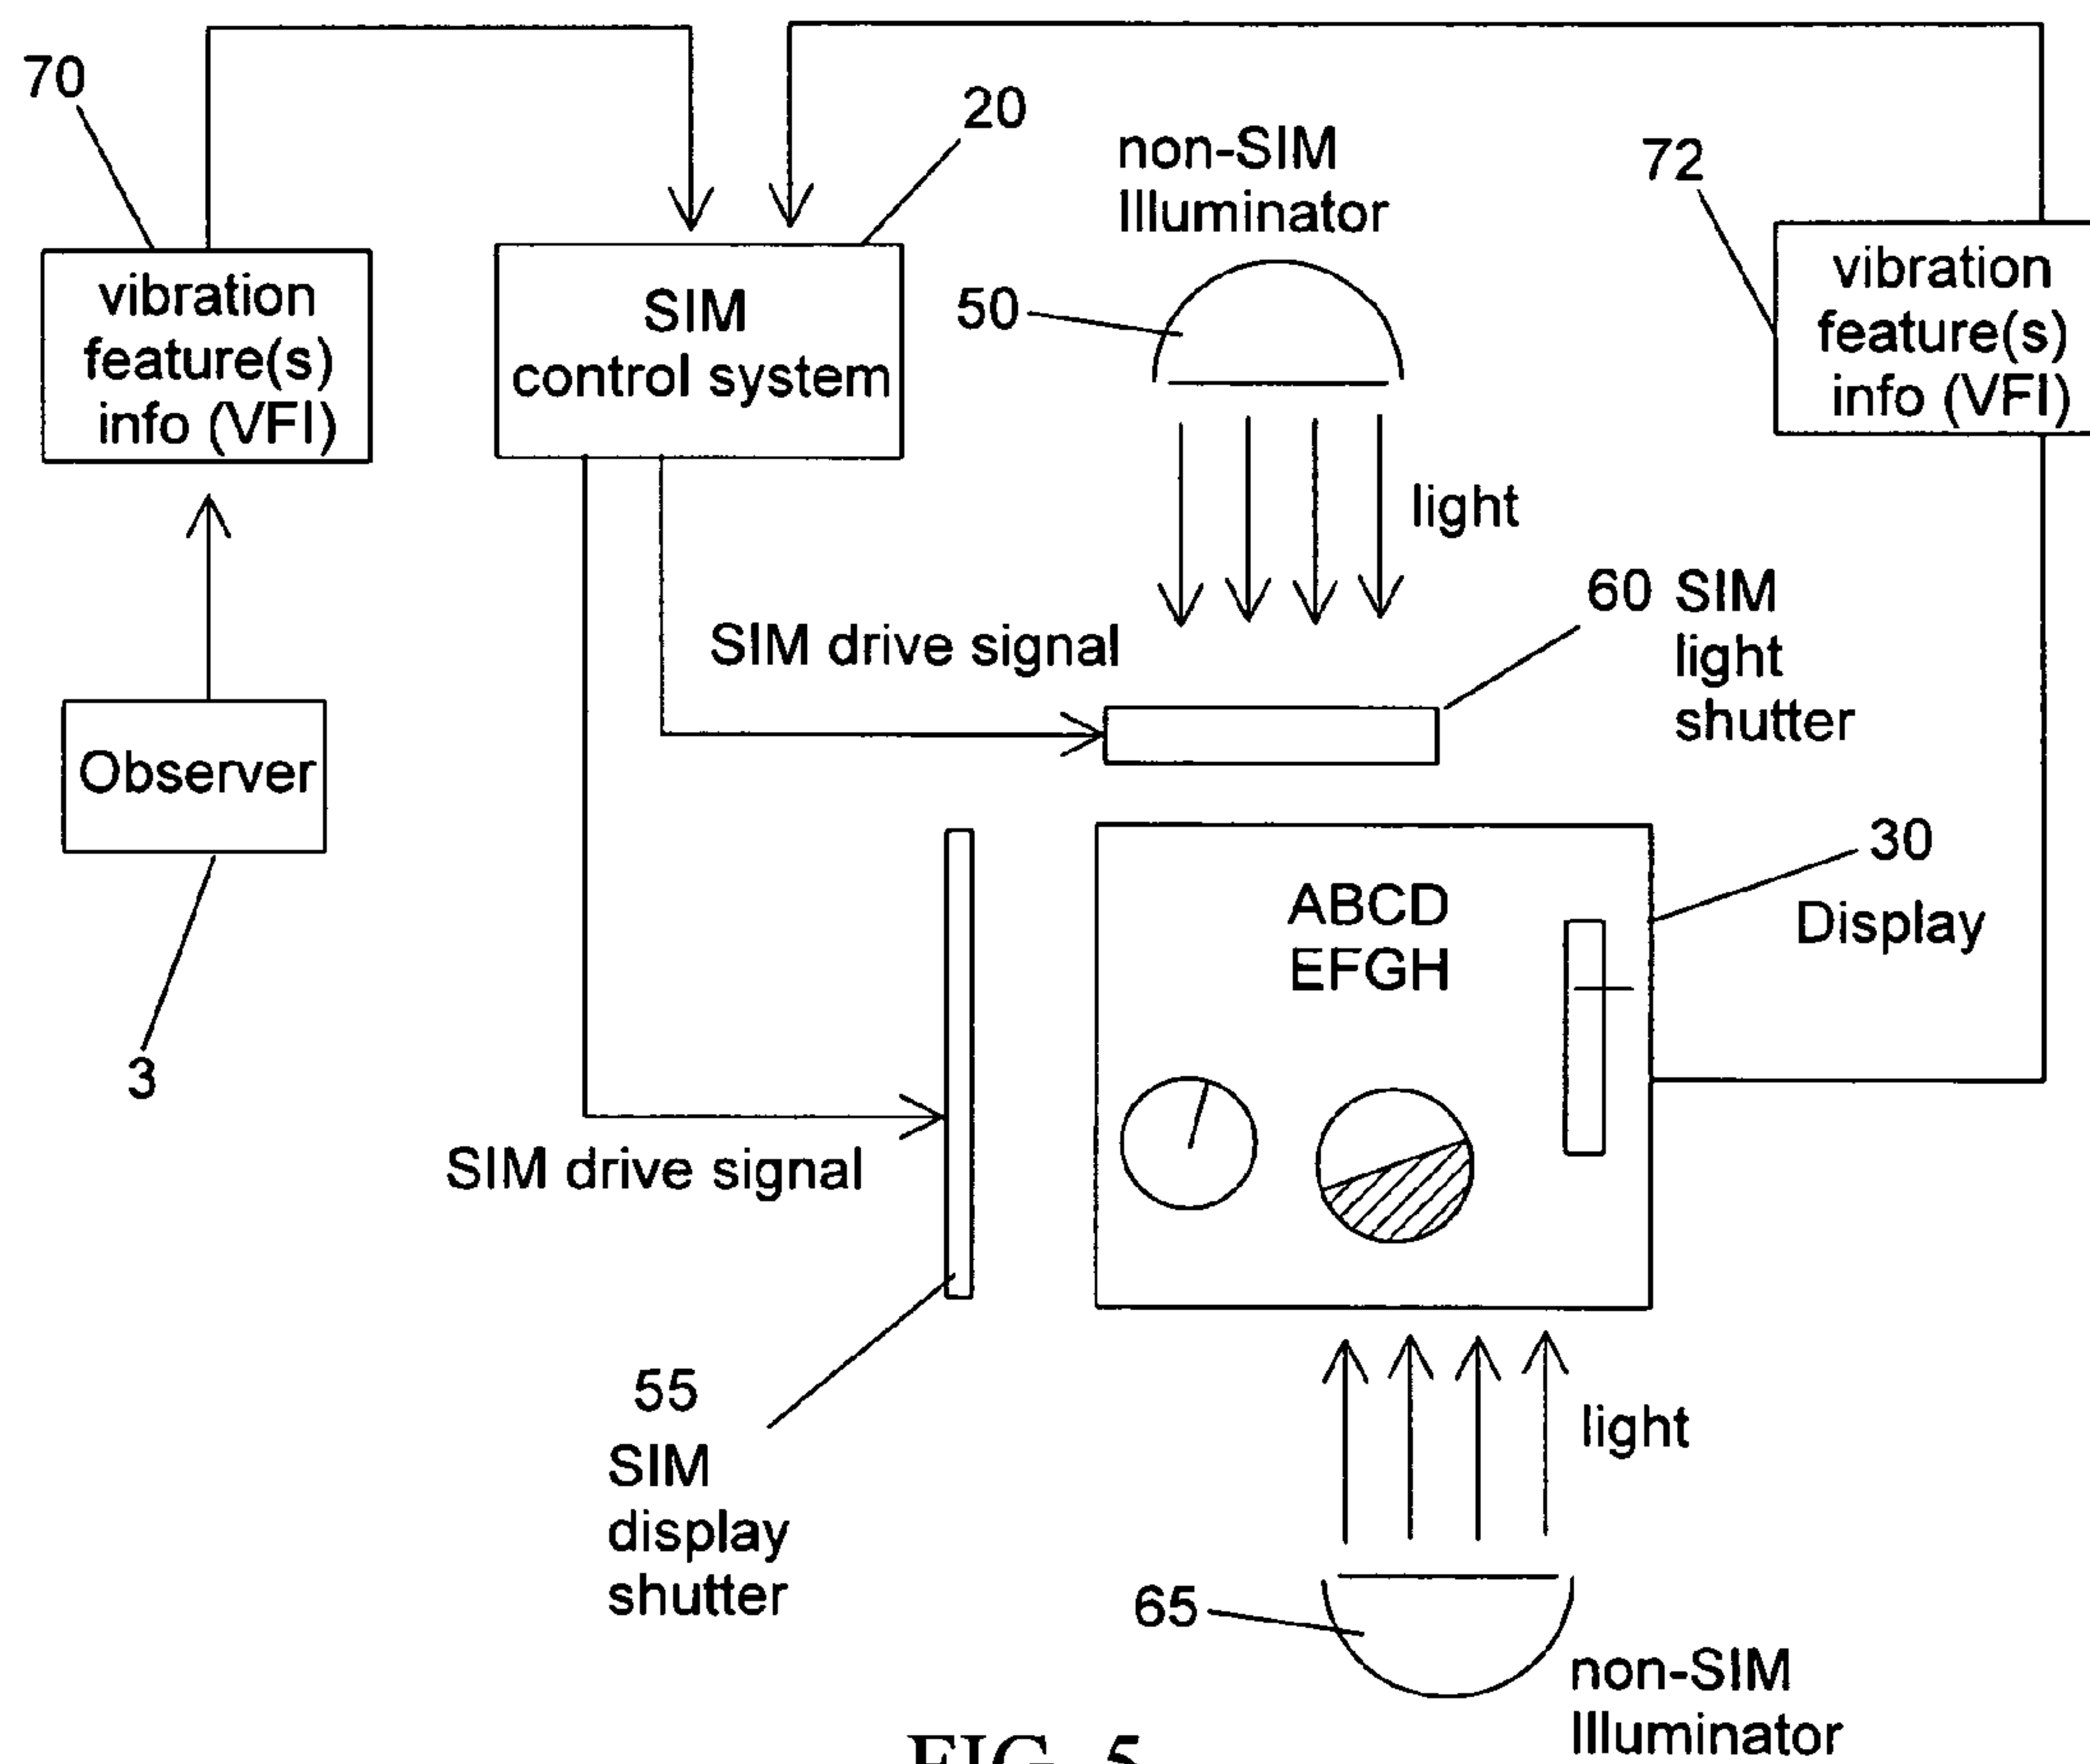 70
20
non-SIM
Illuminator
72
vibration
feature(s)
info (VFI)
SIM
control system
50
vibration
feature(s)
info (VFI)
light
60 SIM
light
shutter
SIM drive signal
Observer
30
Display
ABCD
EFGH
3
SIM drive signal
55
SIM
display
shutter
light
65
non-SIM
Illuminator
FIG. 5